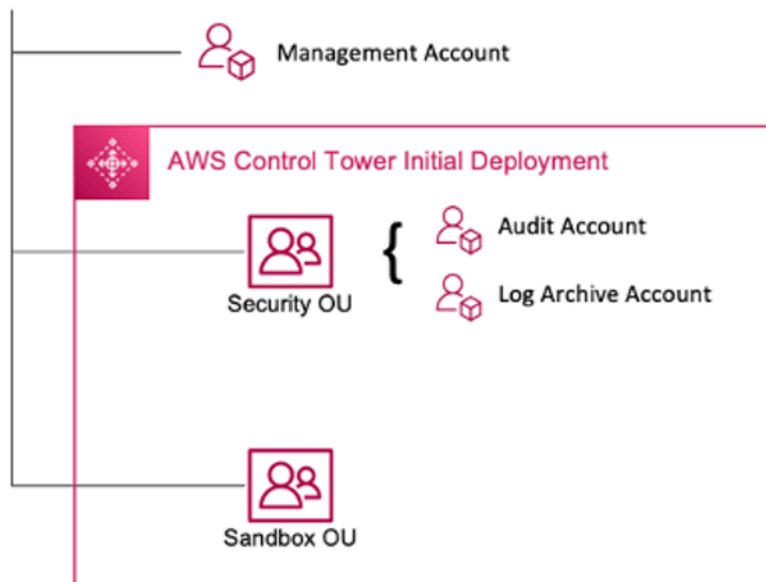 Management Account
AWS Control Tower Initial Deployment
Audit Account
Security OU
Log Archive Account
Sandbox OU